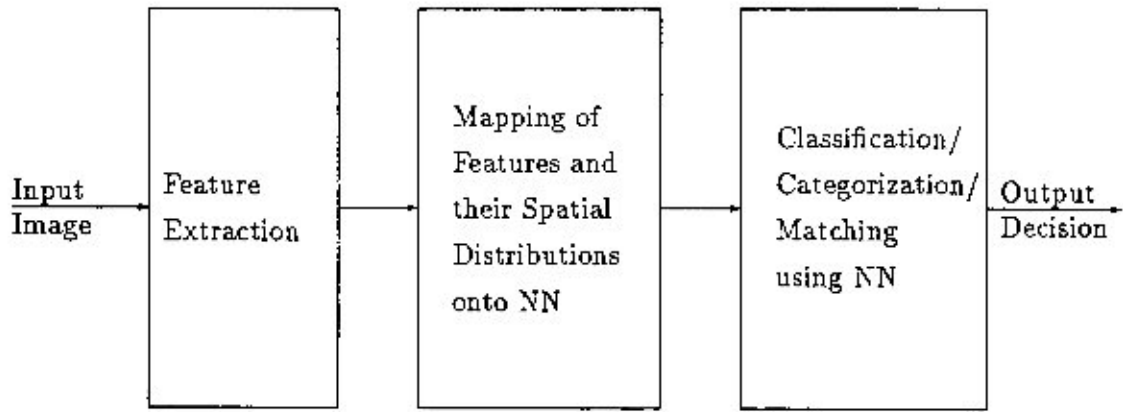 Input
Image
Feature
Extraction
Mapping of
Features and
their Spatial
Distributions
onto NN
Classification/
Categorization/
Matching
using NN
Output
Decision